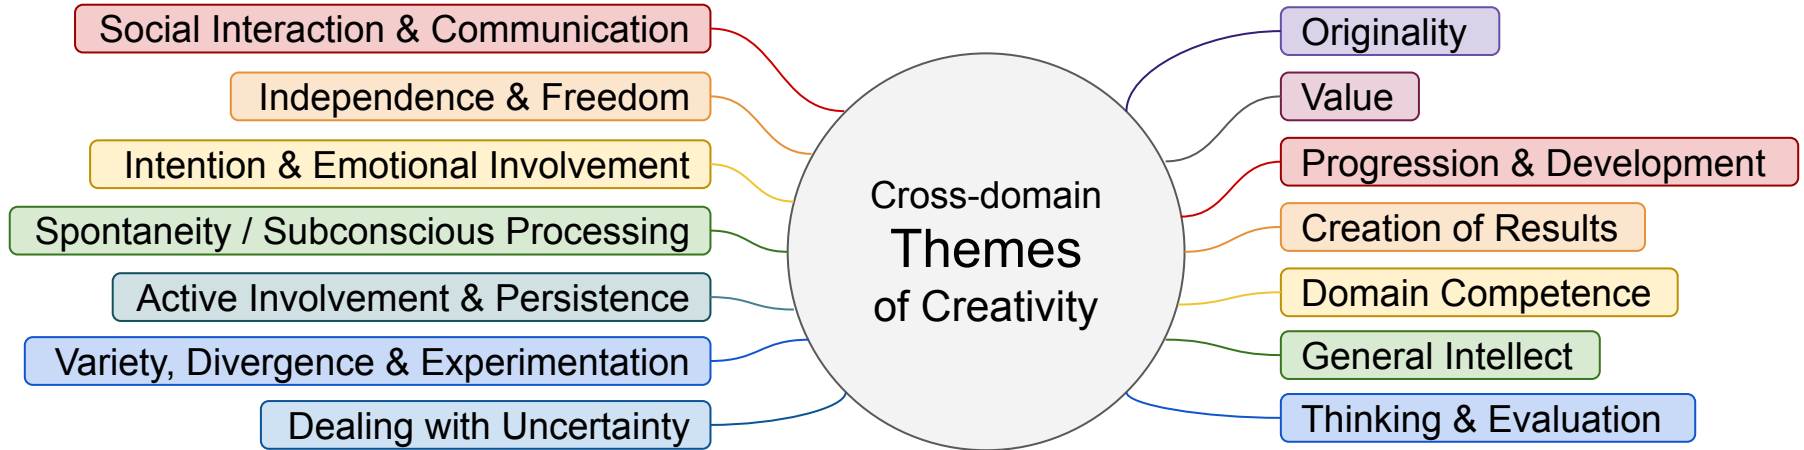 Social Interaction & Communication
Independence & Freedom
Intention & Emotional Involvement
Spontaneity / Subconscious Processing
Active Involvement & Persistence
Variety, Divergence & Experimentation
Dealing with Uncertainty
Cross-domain
Themes
of Creativity
Originality
Value
Progression & Development
Creation of Results
Domain Competence
General Intellect
Thinking & Evaluation